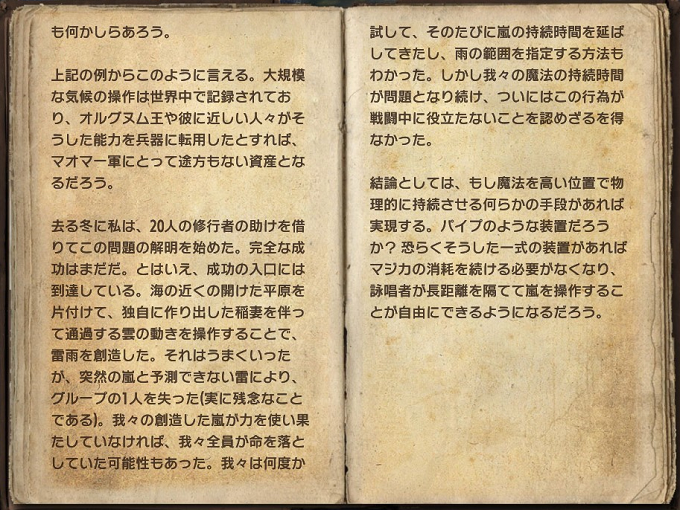 も何かしらあろう。
上記の例からこのように言える。大規模
な気候の操作は世界中で記録されてお
り、オルグヌム王や彼に近しい人々がそ
うした能力を兵器に転用したとすれば、
マオマー軍にとって途方もない資産とな
るだろう。
去る冬に私は、20人の修行者の助けを借
りてこの問題の解明を始めた。完全な成
功はまだだ。とはいえ、成功の入口には
到達している。海の近くの開けた平原を
片付けて、独自に作り出した稲妻を伴っ
て通過する雲の動きを操作することで、
雷雨を創造した。それはうまくいった
が、突然の嵐と予測できない雷により、
グループの1人を失った(実に残念なこと
である)。我々の創造した嵐が力を使い果
たしていなければ、我々全員が命を落と
していた可能性もあった。我々は何度か
試して、そのたびに嵐の持続時間を延ば
してきたし、雨の範囲を指定する方法も
わかった。しかし我々の魔法の持続時間
が問題となり続け、ついにはこの行為が
戦闘中に役立たないことを認めざるを得
なかった。
結論としては、もし魔法を高い位置で物
理的に持続させる何らかの手段があれば
実現する。パイプのような装置だろう
か? 恐らくそうした一式の装置があれば
マジカの消耗を続ける必要がなくなり、
詠唱者が長距離を隔てて嵐を操作するこ
とが自由にできるようになるだろう。